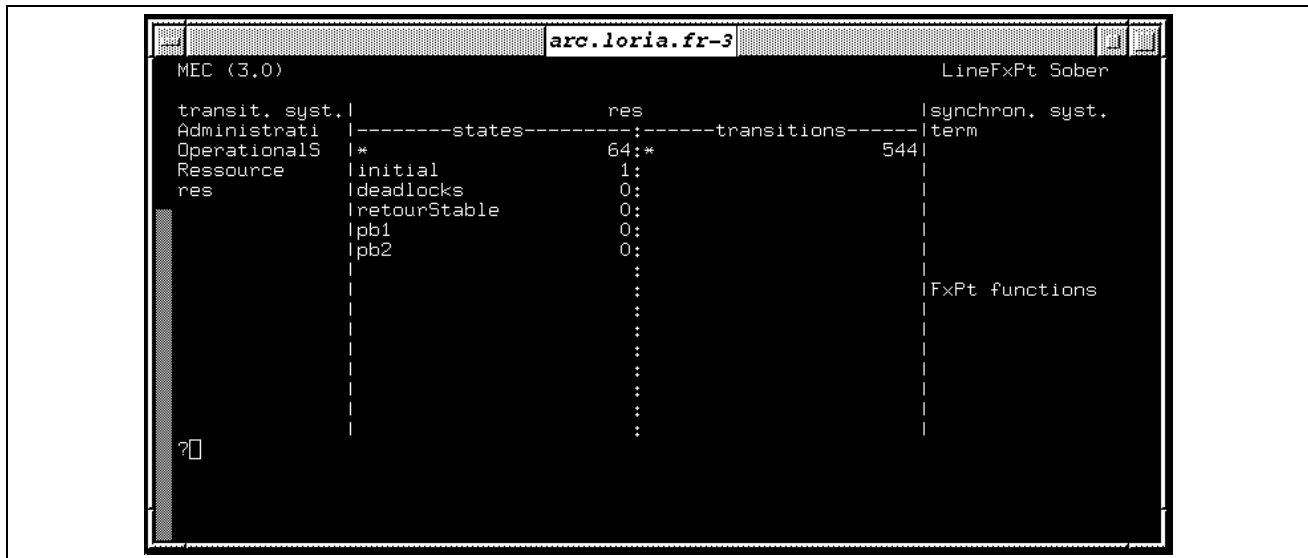 arc.loria.fr-3
MEC (3.0) LineFxPt Sober
transit. syst.| res |synchron. syst.
Administrati |--------states---------:------transitions------|term
OperationalS |* 64:* 544|
Ressource |initial 1: |
res |deadlocks 0: |
|retourStable 0: |
|pb1 0: |
|pb2 0: |
| : |
| : |FxPt functions
| : |
| : |
| : |
| : |
| : |
| : |
| : |
?